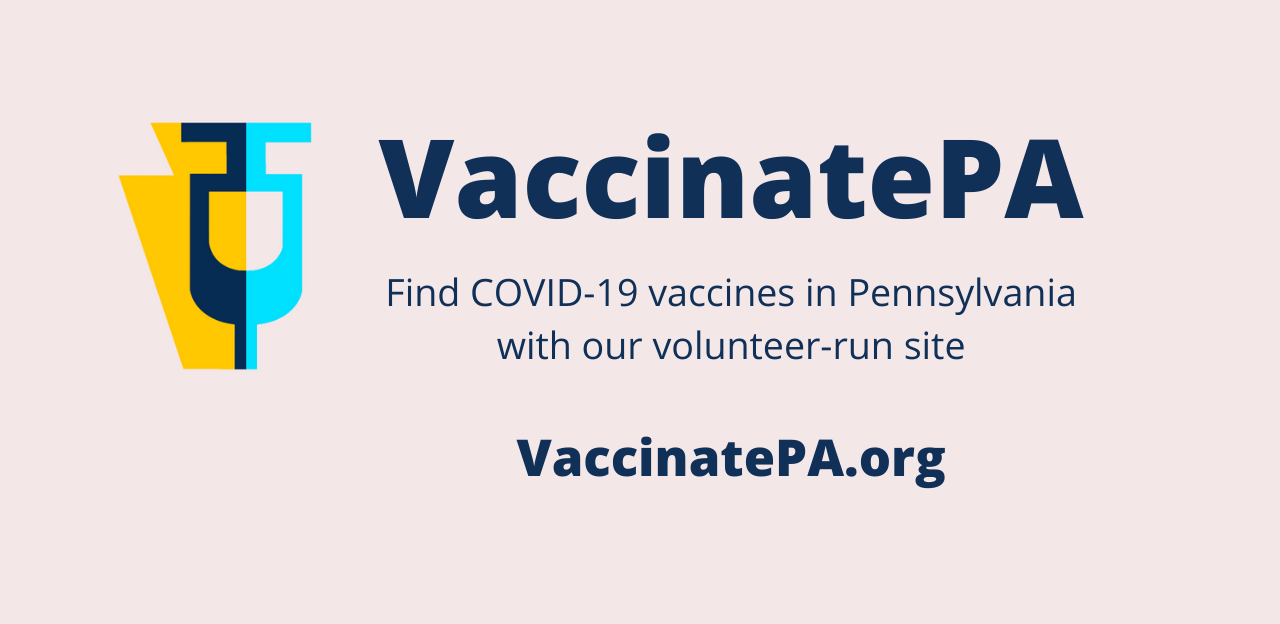 VaccinatePA
Find COVID-19 vaccines in Pennsylvania
with our volunteer-run site
VaccinatePA.org